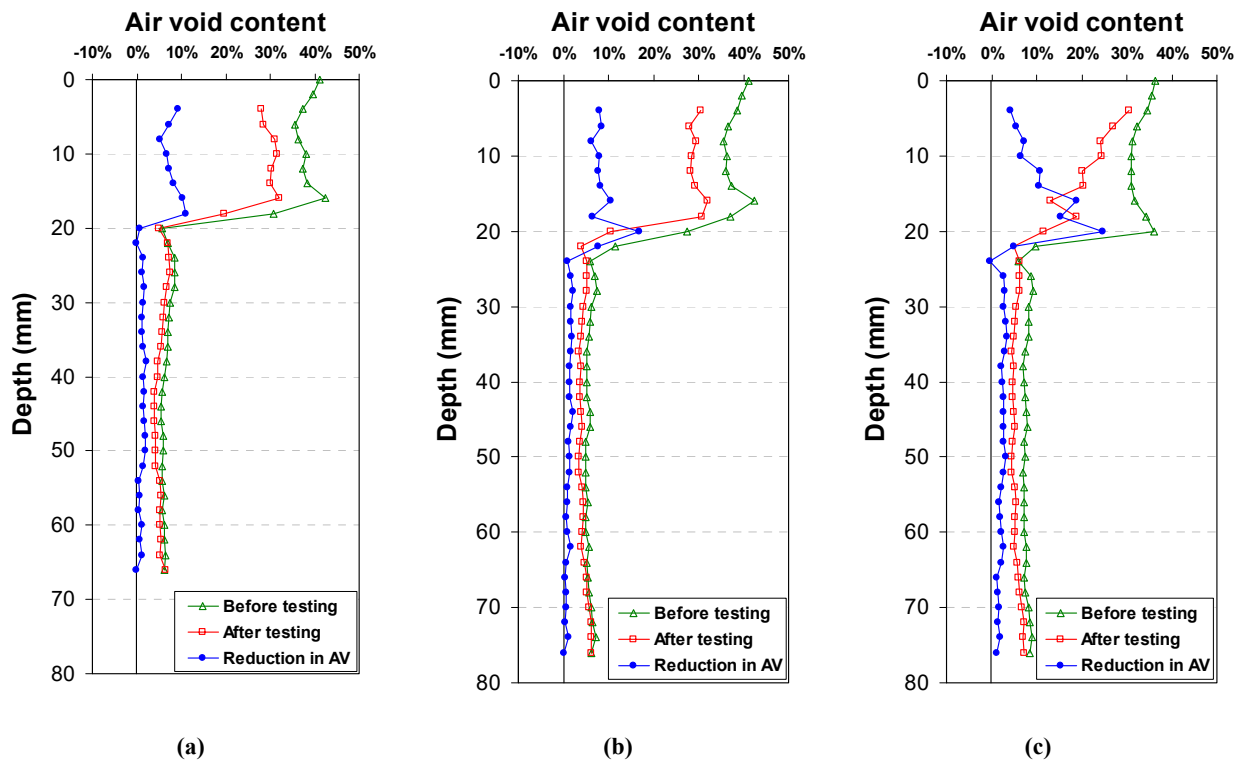 Air void content
-10% 0% 10% 20% 30% 40% 50%
0
10
20
30
40
50
60
70
80
Depth (mm)
Before testing
After testing
Reduction in AV
(a)
Air void content
-10% 0% 10% 20% 30% 40% 50%
0
10
20
30
40
50
60
70
80
Depth (mm)
Before testing
After testing
Reduction in AV
(b)
Air void content
-10% 0% 10% 20% 30% 40% 50%
0
10
20
30
40
50
60
70
80
Depth (mm)
Before testing
After testing
Reduction in AV
(c)